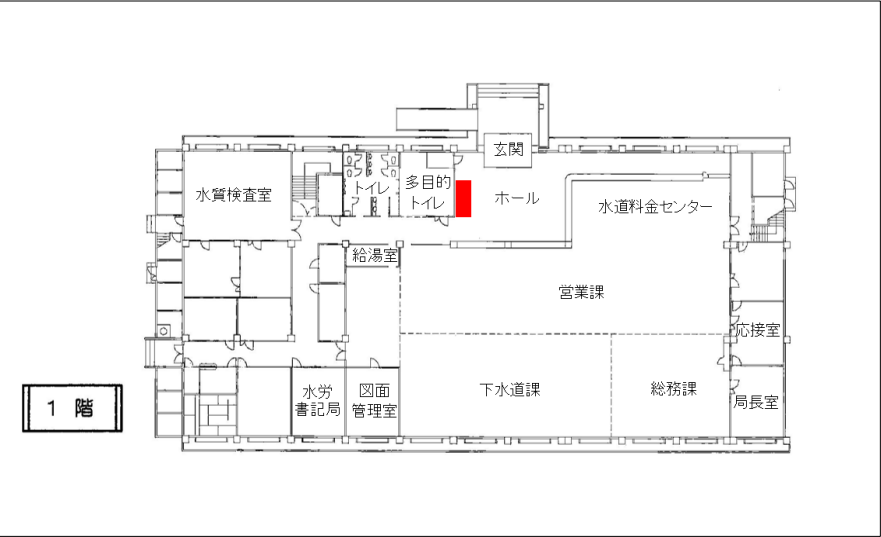 玄関
水質検査室
トイレ
多目的
トイレ
ホール
水道料金センター
給湯室
営業課
応接室
水労
書記局
図面
管理室
下水道課
総務課
局長室
1 階